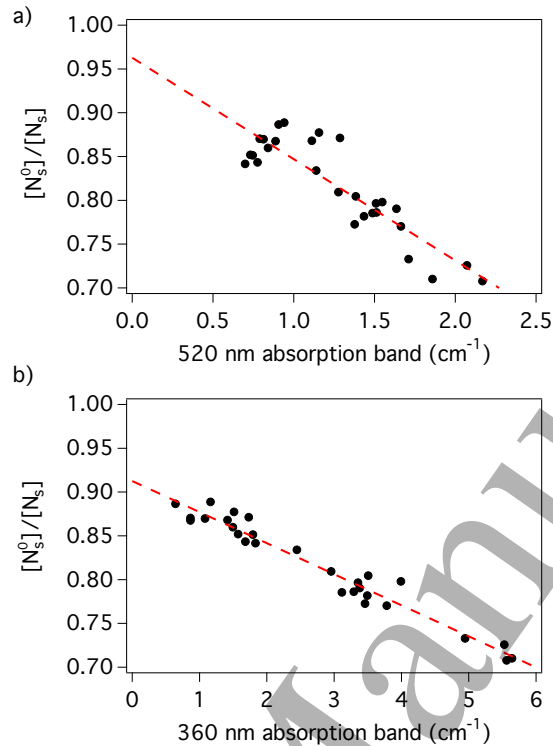 a)
1.00
0.95
0.90
0.85
0.80
0.75
0.70
[N⁰ₛ]/[Nₛ]
0.0 0.5 1.0 1.5 2.0 2.5
520 nm absorption band (cm⁻¹)
b)
1.00
0.95
0.90
0.85
0.80
0.75
0.70
[N⁰ₛ]/[Nₛ]
0 1 2 3 4 5 6
360 nm absorption band (cm⁻¹)